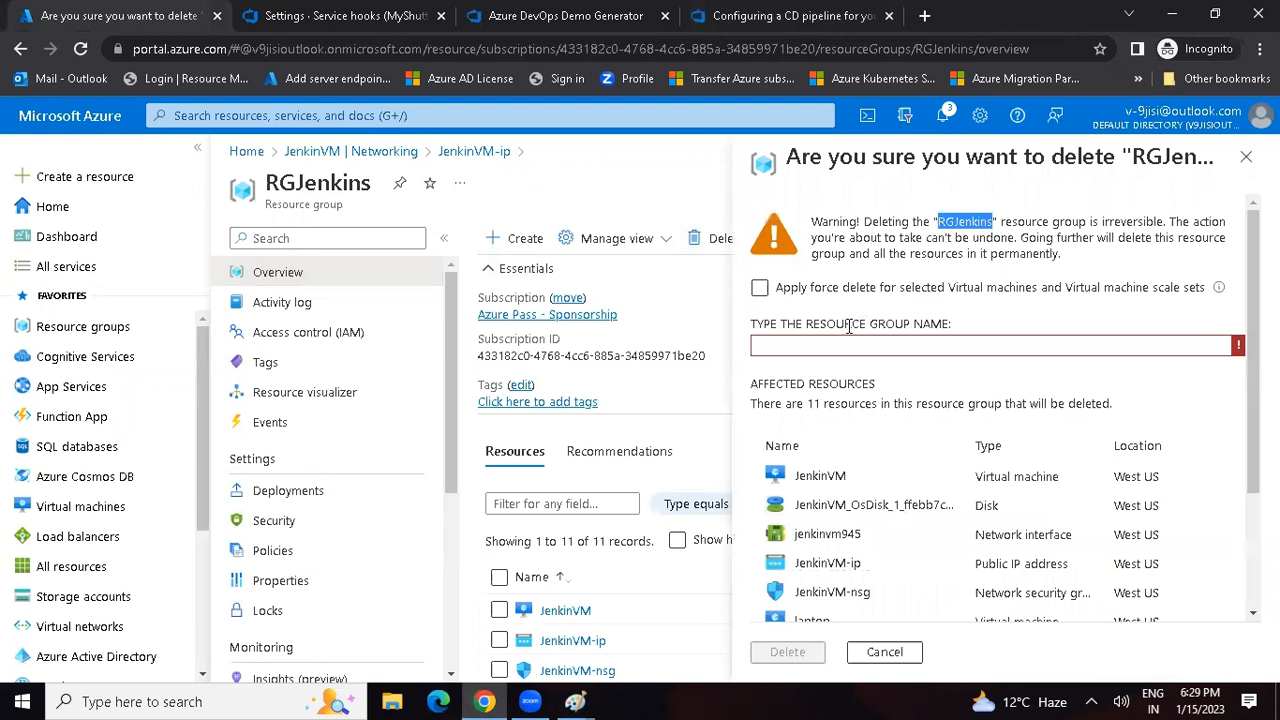 Are you sure you want to delete
Settings · Service hooks (MyShutt
Azure DevOps Demo Generator
Configuring a CD pipeline for you
portal.azure.com/#@v9jisioutlook.onmicrosoft.com/resource/subscriptions/433182c0-4768-4cc6-885a-34859971be20/resourceGroups/RGJenkins/overview
Incognito
Mail - Outlook
Login | Resource M...
Add server endpoin...
Azure AD License
Sign in
Profile
Transfer Azure subs...
Azure Kubernetes S...
Azure Migration Par...
»
Other bookmarks
Microsoft Azure
Search resources, services, and docs (G+/)
3
v-9jisi@outlook.com
DEFAULT DIRECTORY (V9JISIOUT...
Create a resource
Home
Dashboard
All services
FAVORITES
Resource groups
Cognitive Services
App Services
Function App
SQL databases
Azure Cosmos DB
Virtual machines
Load balancers
All resources
Storage accounts
Virtual networks
Azure Active Directory
Home > JenkinVM | Networking > JenkinVM-ip >
RGJenkins
Resource group
Search
Overview
Activity log
Access control (IAM)
Tags
Resource visualizer
Events
Settings
Deployments
Security
Policies
Properties
Locks
Monitoring
Insights (preview)
Create
Manage view
Dele
Essentials
Subscription (move)
Azure Pass - Sponsorship
Subscription ID
433182c0-4768-4cc6-885a-34859971be20
Tags (edit)
Click here to add tags
Resources
Recommendations
Filter for any field...
Type equals
Showing 1 to 11 of 11 records.
Show hi
Name ↑
JenkinVM
JenkinVM-ip
JenkinVM-nsg
Are you sure you want to delete "RGJen...
Warning! Deleting the "RGJenkins" resource group is irreversible. The action
you're about to take can't be undone. Going further will delete this resource
group and all the resources in it permanently.
Apply force delete for selected Virtual machines and Virtual machine scale sets
TYPE THE RESOURCE GROUP NAME:
AFFECTED RESOURCES
There are 11 resources in this resource group that will be deleted.
Name Type Location
JenkinVM Virtual machine West US
JenkinVM_OsDisk_1_ffebb7c... Disk West US
jenkinvm945 Network interface West US
JenkinVM-ip Public IP address West US
JenkinVM-nsg Network security gr... West US
laptop Virtual machine West US
Delete
Cancel
Type here to search
zoom
12°C Haze
ENG
IN
6:29 PM
1/15/2023